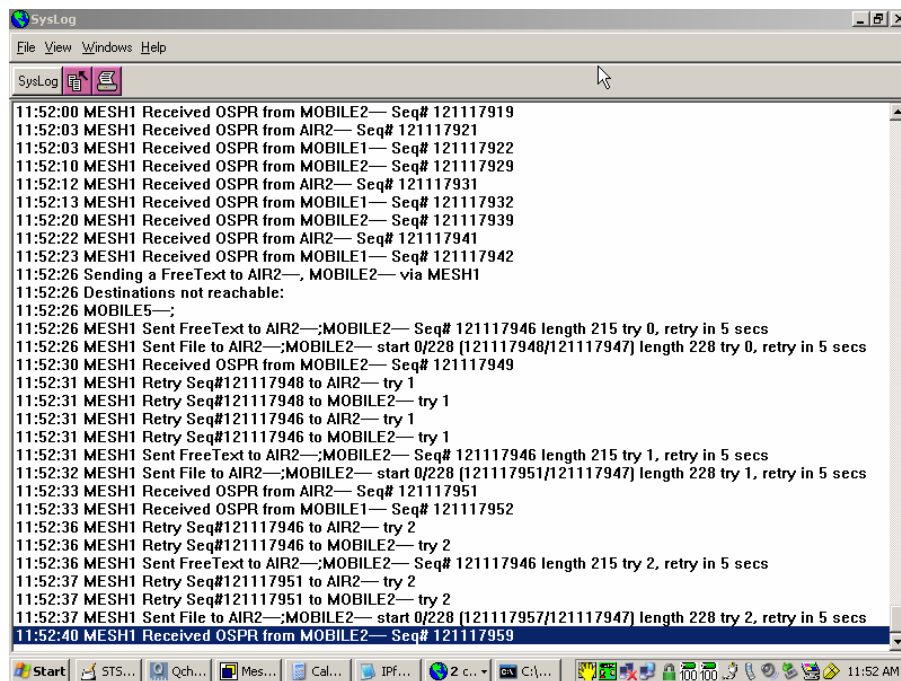 SysLog
File View Windows Help
SysLog
11:52:00 MESH1 Received OSPR from MOBILE2— Seq# 121117919
11:52:03 MESH1 Received OSPR from AIR2— Seq# 121117921
11:52:03 MESH1 Received OSPR from MOBILE1— Seq# 121117922
11:52:10 MESH1 Received OSPR from MOBILE2— Seq# 121117929
11:52:12 MESH1 Received OSPR from AIR2— Seq# 121117931
11:52:13 MESH1 Received OSPR from MOBILE1— Seq# 121117932
11:52:20 MESH1 Received OSPR from MOBILE2— Seq# 121117939
11:52:22 MESH1 Received OSPR from AIR2— Seq# 121117941
11:52:23 MESH1 Received OSPR from MOBILE1— Seq# 121117942
11:52:26 Sending a FreeText to AIR2—, MOBILE2— via MESH1
11:52:26 Destinations not reachable:
11:52:26 MOBILE5—;
11:52:26 MESH1 Sent FreeText to AIR2—;MOBILE2— Seq# 121117946 length 215 try 0, retry in 5 secs
11:52:26 MESH1 Sent File to AIR2—;MOBILE2— start 0/228 (121117948/121117947) length 228 try 0, retry in 5 secs
11:52:30 MESH1 Received OSPR from MOBILE2— Seq# 121117949
11:52:31 MESH1 Retry Seq#121117948 to AIR2— try 1
11:52:31 MESH1 Retry Seq#121117948 to MOBILE2— try 1
11:52:31 MESH1 Retry Seq#121117946 to AIR2— try 1
11:52:31 MESH1 Retry Seq#121117946 to MOBILE2— try 1
11:52:31 MESH1 Sent FreeText to AIR2—;MOBILE2— Seq# 121117946 length 215 try 1, retry in 5 secs
11:52:32 MESH1 Sent File to AIR2—;MOBILE2— start 0/228 (121117951/121117947) length 228 try 1, retry in 5 secs
11:52:33 MESH1 Received OSPR from AIR2— Seq# 121117951
11:52:33 MESH1 Received OSPR from MOBILE1— Seq# 121117952
11:52:36 MESH1 Retry Seq#121117946 to AIR2— try 2
11:52:36 MESH1 Retry Seq#121117946 to MOBILE2— try 2
11:52:36 MESH1 Sent FreeText to AIR2—;MOBILE2— Seq# 121117946 length 215 try 2, retry in 5 secs
11:52:37 MESH1 Retry Seq#121117951 to AIR2— try 2
11:52:37 MESH1 Retry Seq#121117951 to MOBILE2— try 2
11:52:37 MESH1 Sent File to AIR2—;MOBILE2— start 0/228 (121117957/121117947) length 228 try 2, retry in 5 secs
11:52:40 MESH1 Received OSPR from MOBILE2— Seq# 121117959
Start STS... Qch... Mes... Cal... IPf... 2 c... C:\... 100 100 11:52 AM